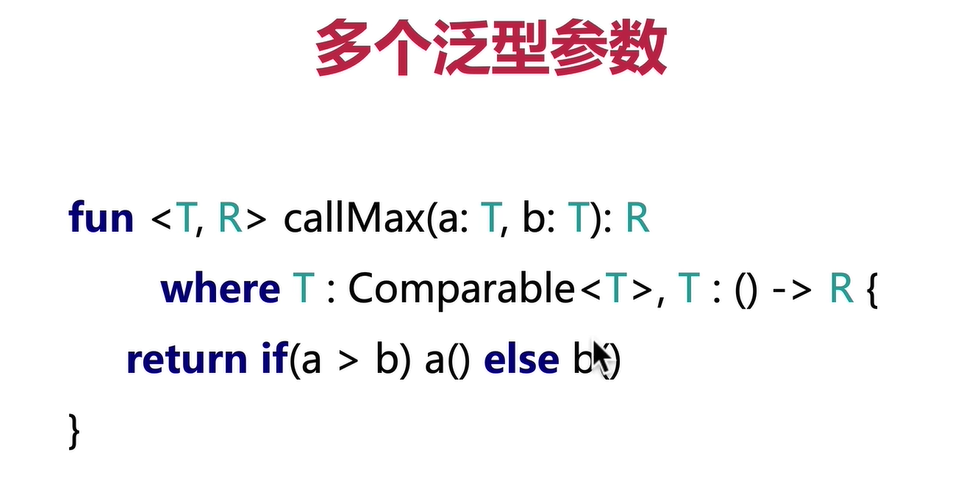 多个泛型参数
fun <T, R> callMax(a: T, b: T): R
where T : Comparable<T>, T : () -> R {
return if(a > b) a() else b()
}